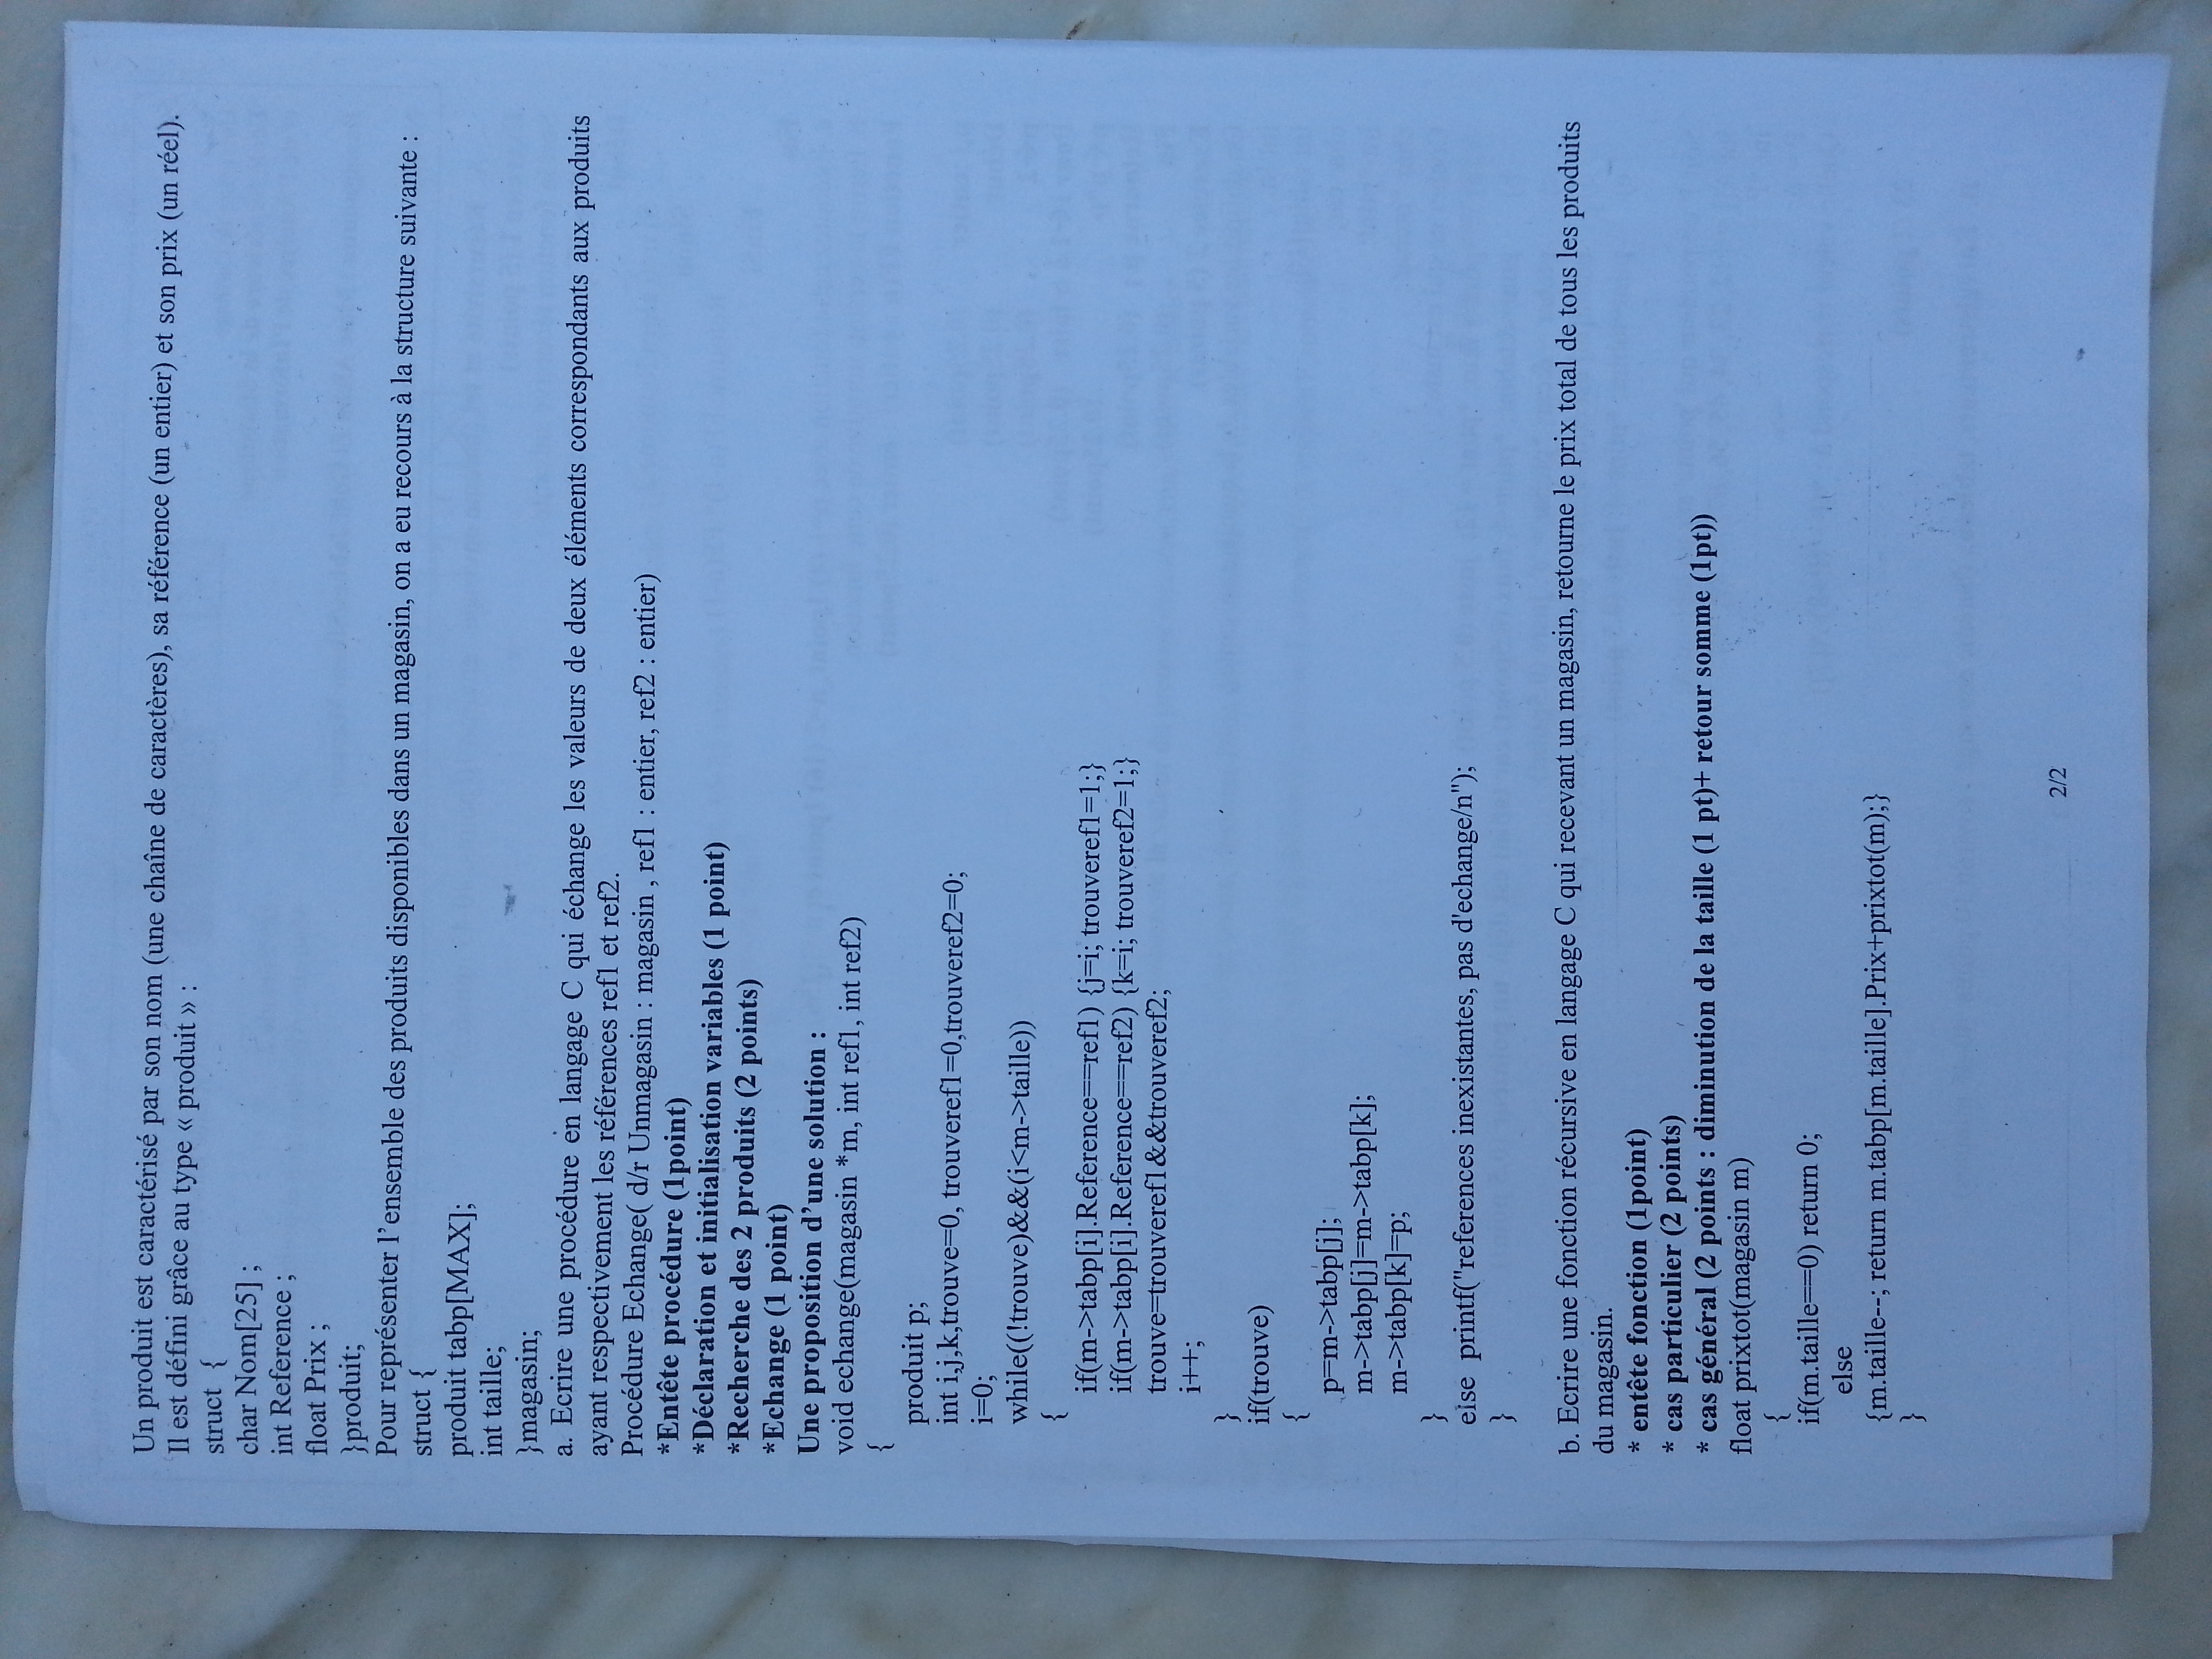 Un produit est caractérisé par son nom (une chaîne de caractères), sa référence (un entier) et son prix (un réel).
Il est défini grâce au type « produit » :
struct {
char Nom[25] ;
int Reference ;
float Prix ;
}produit;
Pour représenter l'ensemble des produits disponibles dans un magasin, on a eu recours à la structure suivante :
struct {
produit tabp[MAX];
int taille;
}magasin;
a. Ecrire une procédure en langage C qui échange les valeurs de deux éléments correspondants aux produits
ayant respectivement les références ref1 et ref2.
Procédure Echange( d/r Unmagasin : magasin , ref1 : entier, ref2 : entier)
*Entête procédure (1point)
*Déclaration et initialisation variables (1 point)
*Recherche des 2 produits (2 points)
*Echange (1 point)
Une proposition d'une solution :
void echange(magasin *m, int ref1, int ref2)
{
produit p;
int i,j,k,trouve=0, trouveref1=0,trouveref2=0;
i=0;
while((!trouve)&&(i<m->taille))
{
if(m->tabp[i].Reference==ref1) {j=i; trouveref1=1;}
if(m->tabp[i].Reference==ref2) {k=i; trouveref2=1;}
trouve=trouveref1&&trouveref2;
i++;
}
if(trouve)
{
p=m->tabp[j];
m->tabp[j]=m->tabp[k];
m->tabp[k]=p;
}
else printf("references inexistantes, pas d'echange/n");
}
b. Ecrire une fonction récursive en langage C qui recevant un magasin, retourne le prix total de tous les produits
du magasin.
* entête fonction (1point)
* cas particulier (2 points)
* cas général (2 points : diminution de la taille (1 pt)+ retour somme (1pt))
float prixtot(magasin m)
{
if(m.taille==0) return 0;
else
{m.taille--; return m.tabp[m.taille].Prix+prixtot(m);}
}
2/2